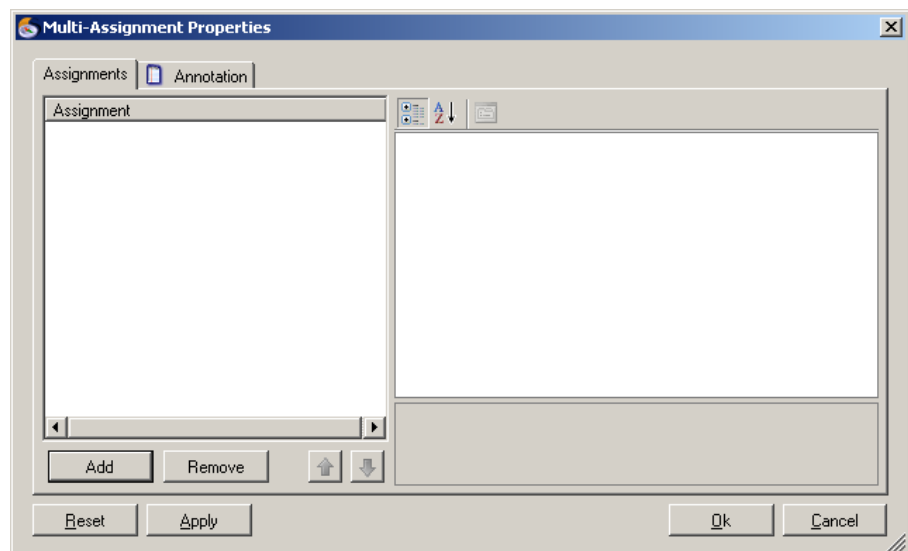 Multi-Assignment Properties
Assignments Annotation
Assignment
A
Z
Add Remove
Reset Apply Ok Cancel